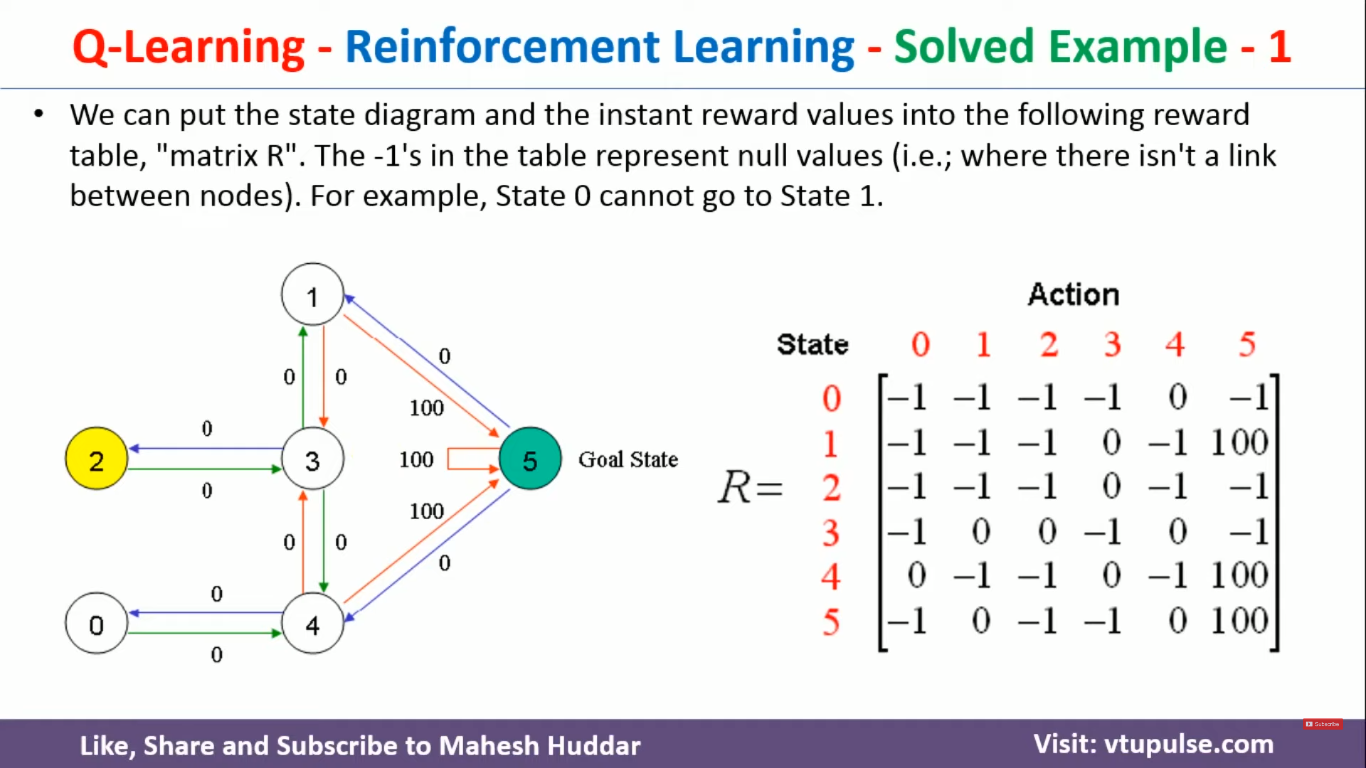 Q-Learning - Reinforcement Learning - Solved Example - 1
• We can put the state diagram and the instant reward values into the following reward
table, "matrix R". The -1's in the table represent null values (i.e.; where there isn't a link
between nodes). For example, State 0 cannot go to State 1.
1
0
0 0
100
0
2
3
100
5
Goal State
0
100
0 0
0
0
0
4
0
Action
State 0 1 2 3 4 5
0 −1 −1 −1 −1 0 −1
1 −1 −1 −1 0 −1 100
R= 2 −1 −1 −1 0 −1 −1
3 −1 0 0 −1 0 −1
4 0 −1 −1 0 −1 100
5 −1 0 −1 −1 0 100
Subscribe
Like, Share and Subscribe to Mahesh Huddar
Visit: vtupulse.com